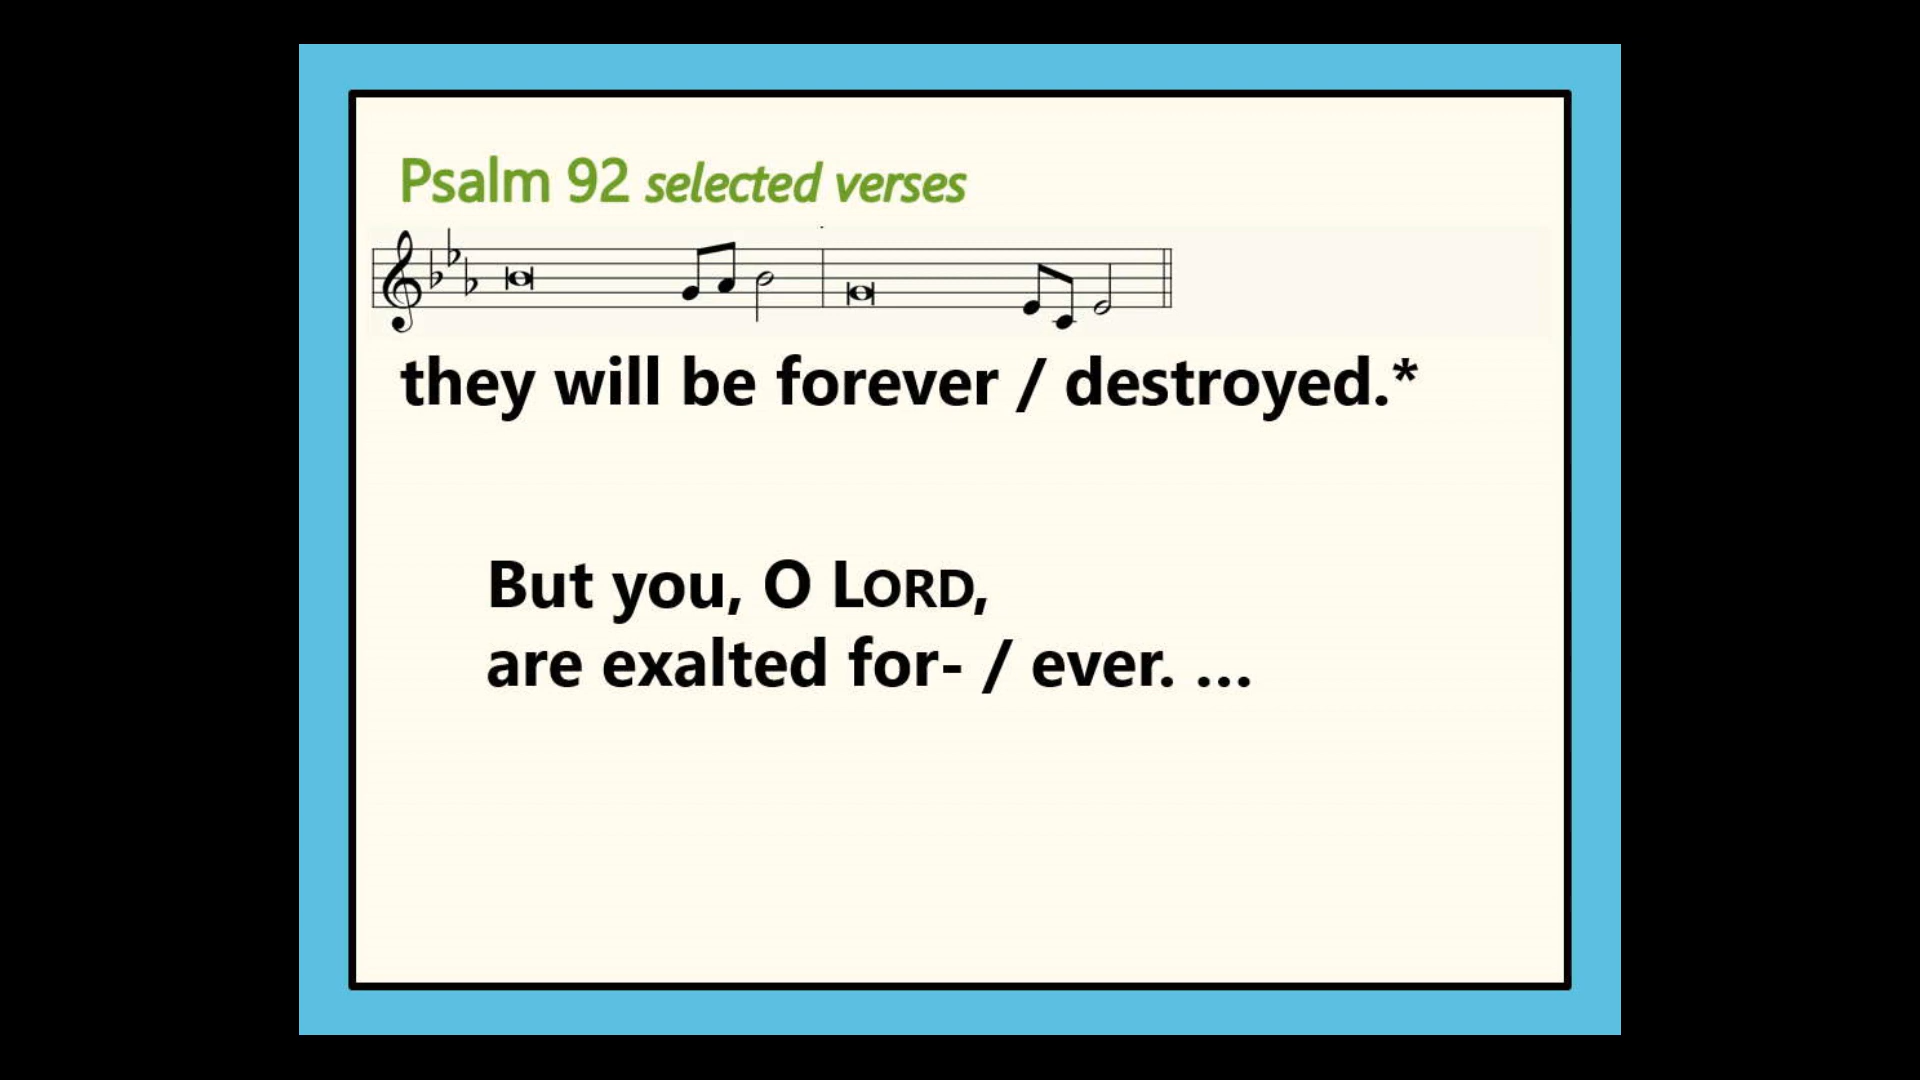 Psalm 92 selected verses
they will be forever / destroyed.*
But you, O LORD,
are exalted for- / ever. …